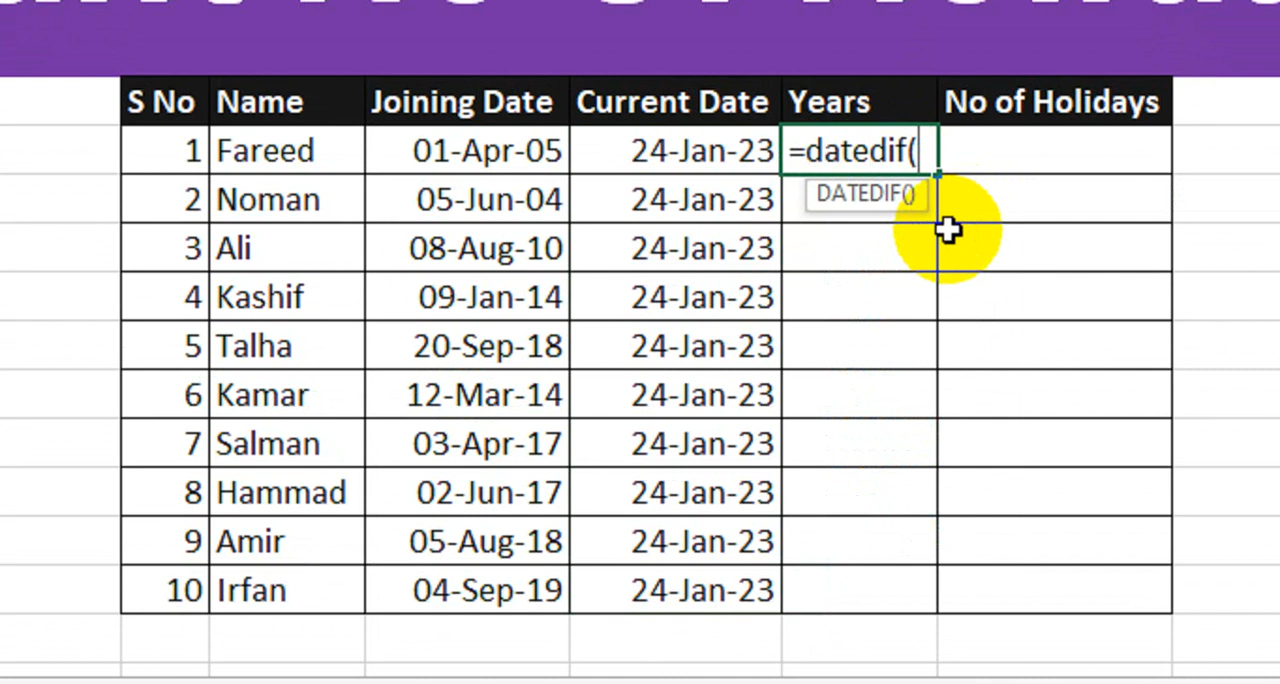 S No Name Joining Date Current Date Years No of Holidays
1 Fareed 01-Apr-05 24-Jan-23 =datedif(
DATEDIF()
2 Noman 05-Jun-04 24-Jan-23
3 Ali 08-Aug-10 24-Jan-23
4 Kashif 09-Jan-14 24-Jan-23
5 Talha 20-Sep-18 24-Jan-23
6 Kamar 12-Mar-14 24-Jan-23
7 Salman 03-Apr-17 24-Jan-23
8 Hammad 02-Jun-17 24-Jan-23
9 Amir 05-Aug-18 24-Jan-23
10 Irfan 04-Sep-19 24-Jan-23